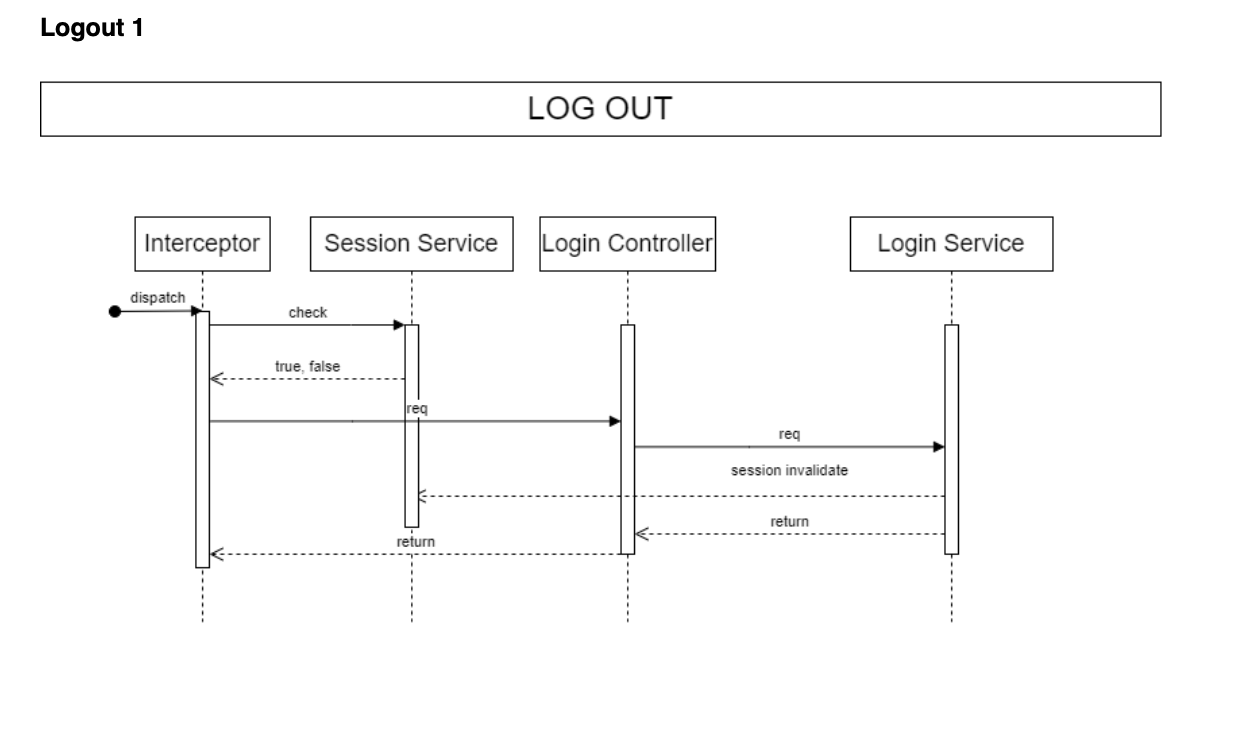 Logout 1
LOG OUT
Interceptor
Session Service
Login Controller
Login Service
dispatch
check
true, false
req
req
session invalidate
return
return